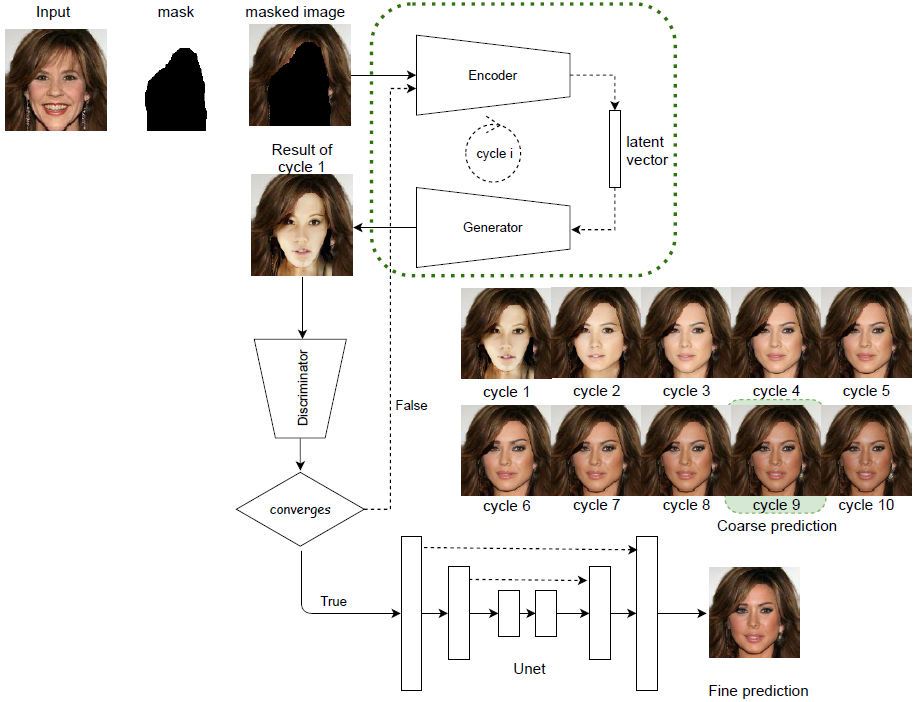 Input
mask
masked image
Encoder
latent
vector
cycle i
Result of
cycle 1
Generator
Discriminator
False
converges
True
cycle 1
cycle 2
cycle 3
cycle 4
cycle 5
cycle 6
cycle 7
cycle 8
cycle 9
cycle 10
Coarse prediction
Unet
Fine prediction